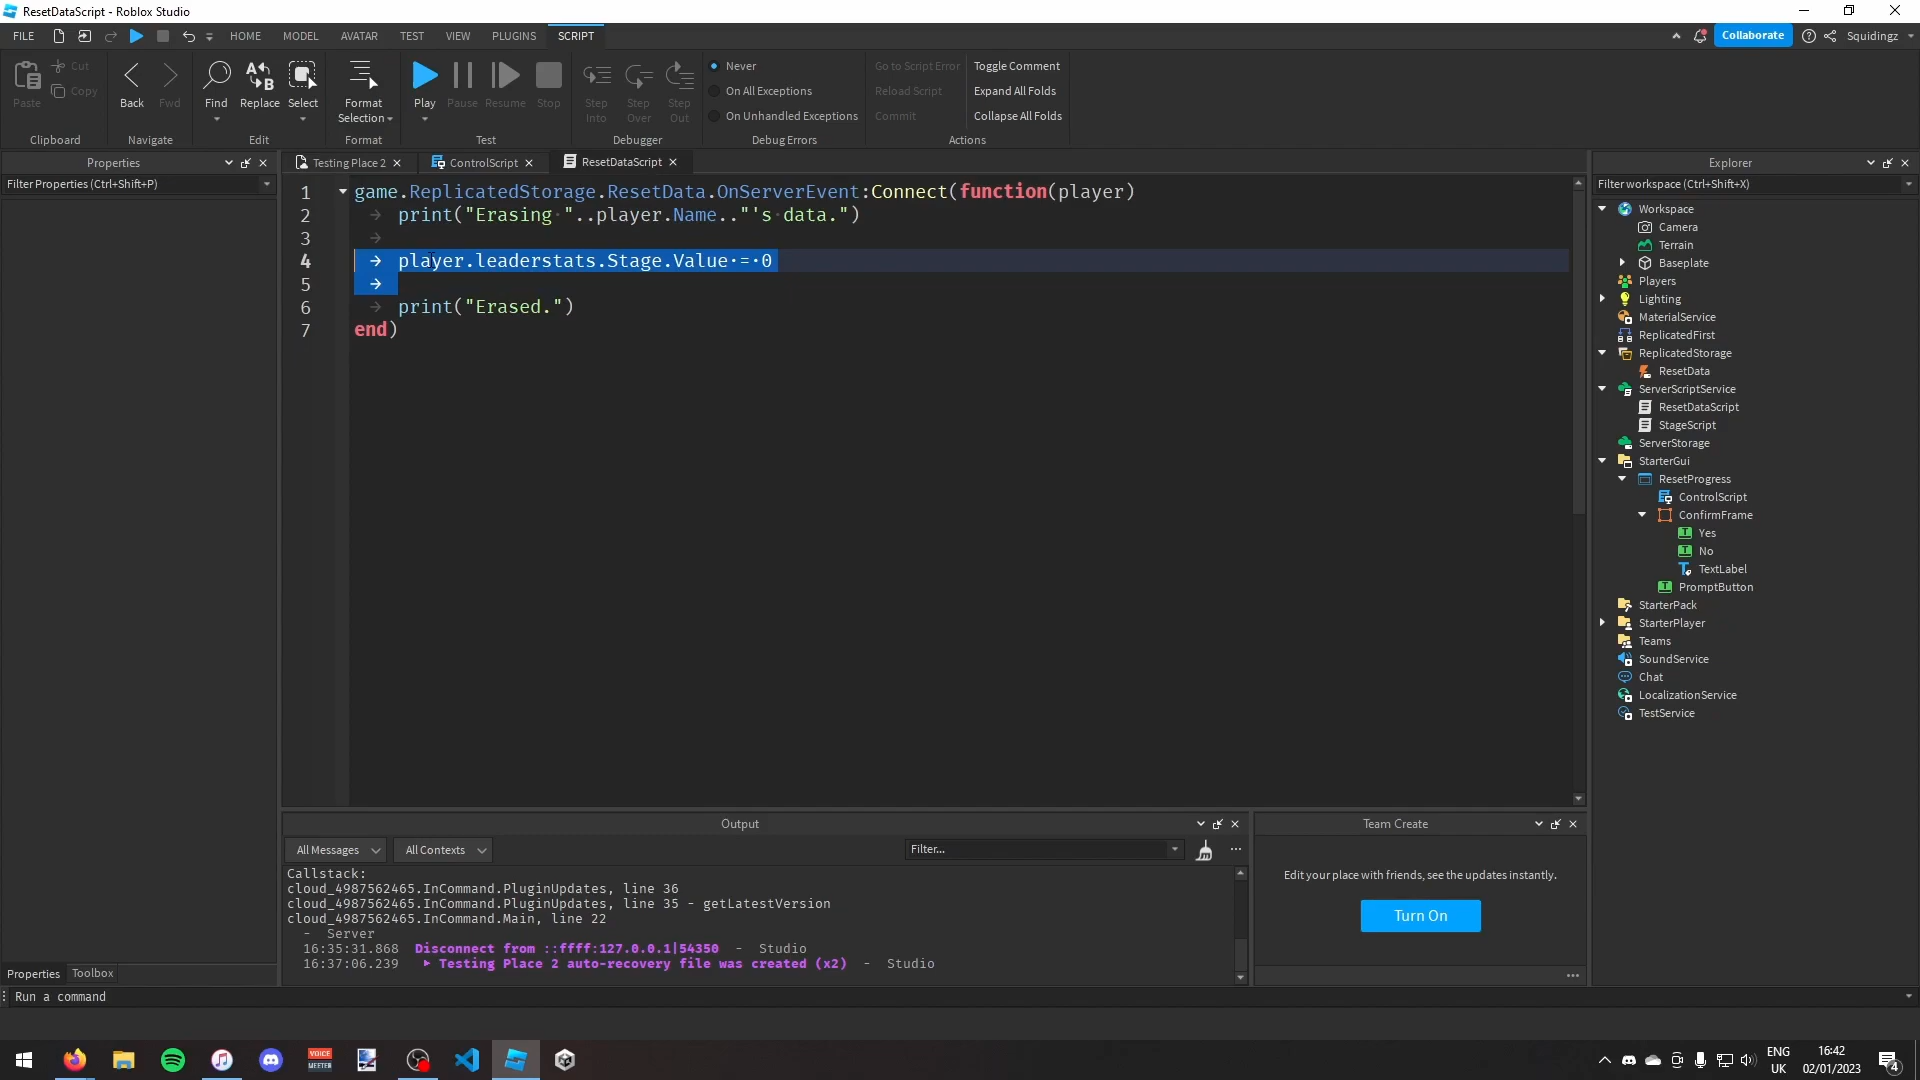 ResetDataScript - Roblox Studio
FILE HOME MODEL AVATAR TEST VIEW PLUGINS SCRIPT Collaborate Squidingz
Paste Cut Copy Back Fwd Find Replace Select Format Selection Play Pause Resume Stop Step Into Step Over Step Out
Never
On All Exceptions
On Unhandled Exceptions
Go to Script Error
Reload Script
Commit
Toggle Comment
Expand All Folds
Collapse All Folds
Clipboard Navigate Edit Format Test Debugger Debug Errors Actions
Properties
Filter Properties (Ctrl+Shift+P)
Testing Place 2 ControlScript ResetDataScript
1 game.ReplicatedStorage.ResetData.OnServerEvent:Connect(function(player)
2 print("Erasing "..player.Name.."'s data.")
3
4 player.leaderstats.Stage.Value = 0
5
6 print("Erased.")
7 end)
Explorer
Filter workspace (Ctrl+Shift+X)
Workspace
Camera
Terrain
Baseplate
Players
Lighting
MaterialService
ReplicatedFirst
ReplicatedStorage
ResetData
ServerScriptService
ResetDataScript
StageScript
ServerStorage
StarterGui
ResetProgress
ControlScript
ConfirmFrame
Yes
No
TextLabel
PromptButton
StarterPack
StarterPlayer
Teams
SoundService
Chat
LocalizationService
TestService
Output
All Messages All Contexts Filter...
Callstack:
cloud_4987562465.InCommand.PluginUpdates, line 36
cloud_4987562465.InCommand.PluginUpdates, line 35 - getLatestVersion
cloud_4987562465.InCommand.Main, line 22
- Server
16:35:31.868 Disconnect from ::ffff:127.0.0.1|54350 - Studio
16:37:06.239 Testing Place 2 auto-recovery file was created (x2) - Studio
Team Create
Edit your place with friends, see the updates instantly.
Turn On
Properties Toolbox
Run a command
VOICE
MEETER
ENG
UK
16:42
02/01/2023
4